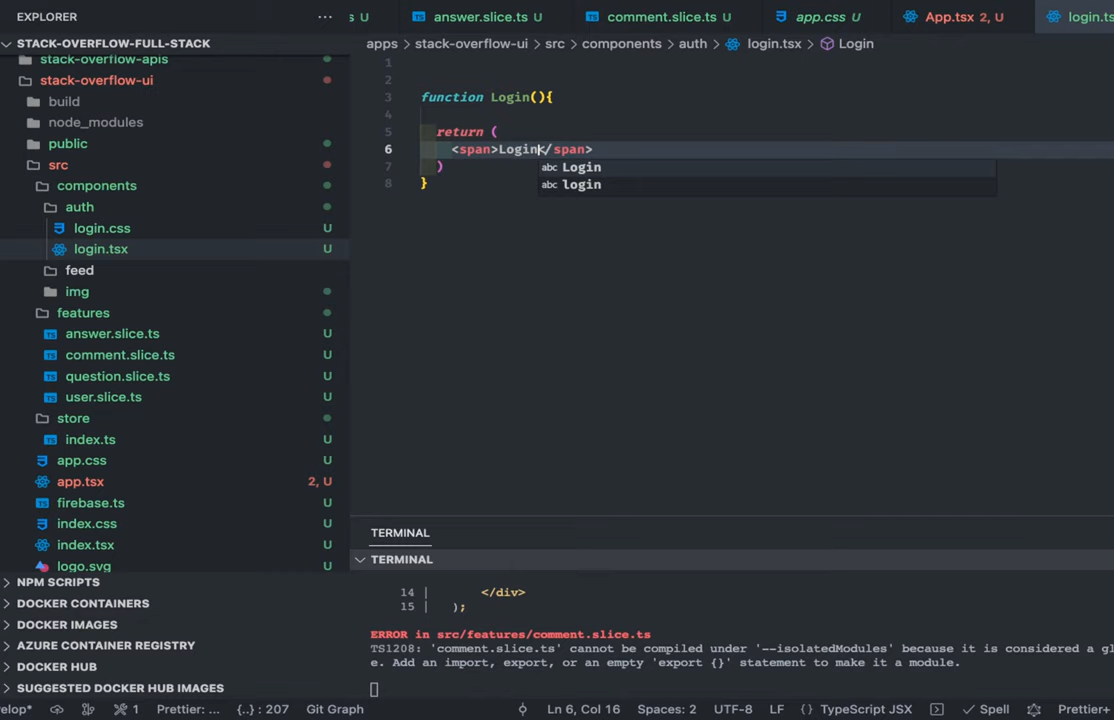 EXPLORER ···
s U
answer.slice.ts U
comment.slice.ts U
app.css U
App.tsx 2, U
login.ts
STACK-OVERFLOW-FULL-STACK
stack-overflow-apis
stack-overflow-ui
build
node_modules
public
src
components
auth
login.css U
login.tsx U
feed
img
features
answer.slice.ts U
comment.slice.ts U
question.slice.ts U
user.slice.ts U
store
index.ts U
app.css U
app.tsx 2, U
firebase.ts U
index.css U
index.tsx U
logo.svg U
NPM SCRIPTS
DOCKER CONTAINERS
DOCKER IMAGES
AZURE CONTAINER REGISTRY
DOCKER HUB
SUGGESTED DOCKER HUB IMAGES
apps > stack-overflow-ui > src > components > auth > login.tsx > Login
1
2
3 function Login(){
4
5 return (
6 <span>Login</span>
7 )
8 }
abc Login
abc login
TERMINAL
TERMINAL
14 | </div>
15 | );
ERROR in src/features/comment.slice.ts
TS1208: 'comment.slice.ts' cannot be compiled under '--isolatedModules' because it is considered a gl
e. Add an import, export, or an empty 'export {}' statement to make it a module.
velop* 1 Prettier: ... {..} : 207 Git Graph Ln 6, Col 16 Spaces: 2 UTF-8 LF {} TypeScript JSX Spell Prettier+